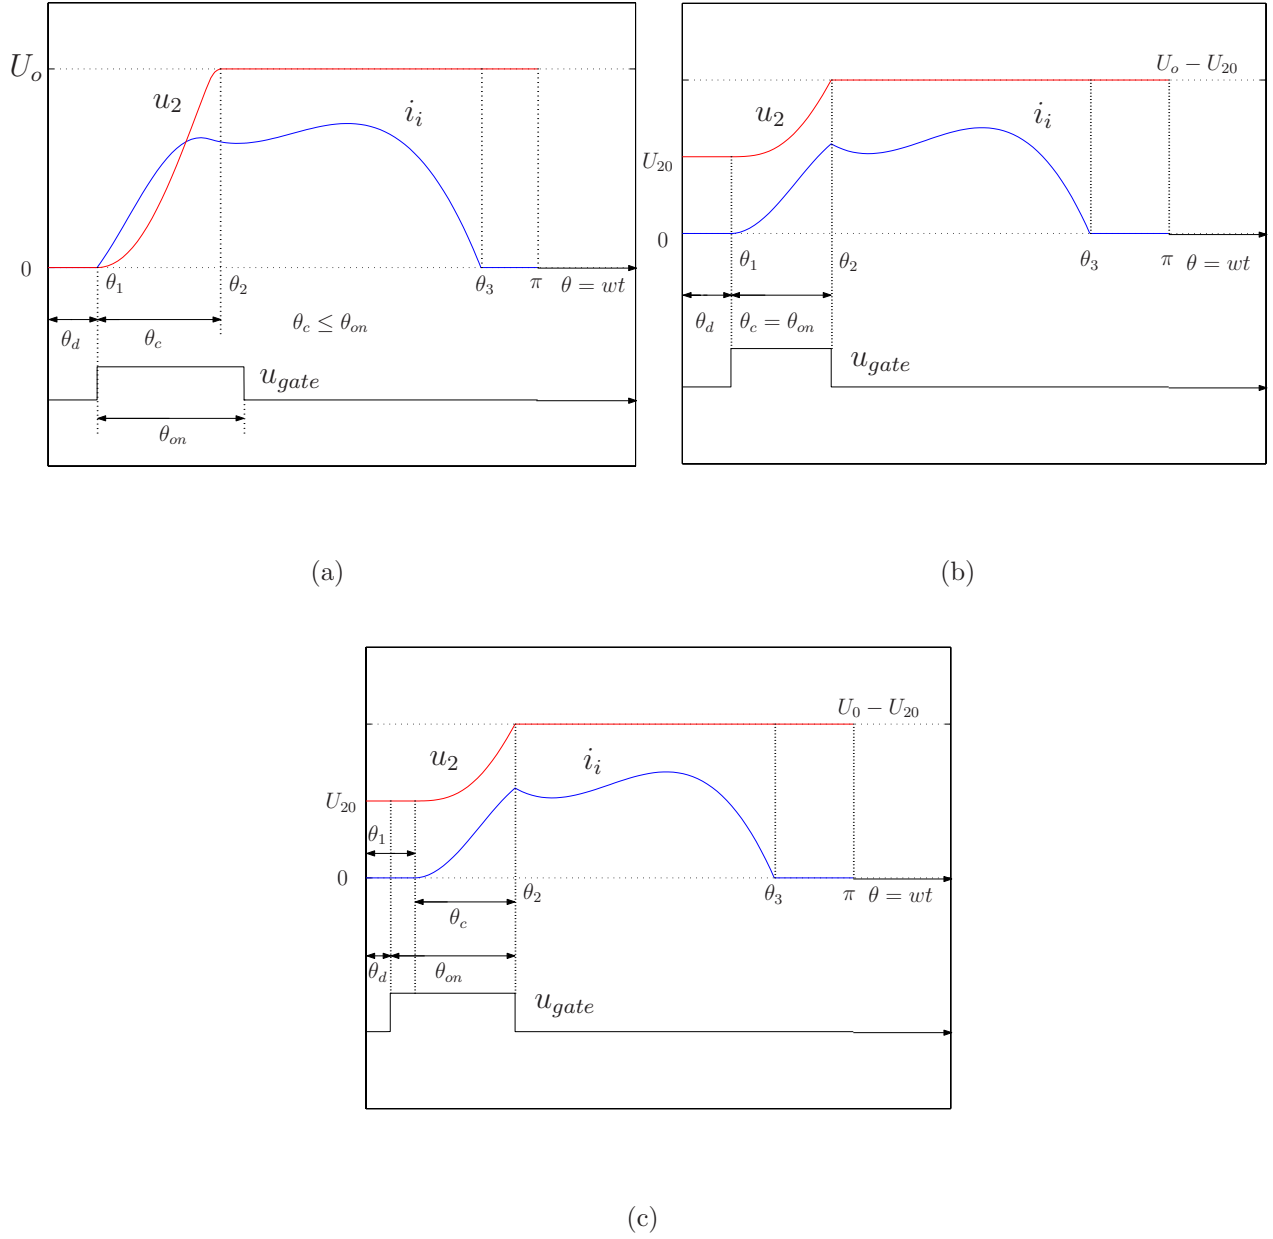 U_o
u_2
i_i
0
θ_1
θ_2
θ_3
π
θ = wt
θ_d
θ_c
θ_c ≤ θ_on
u_gate
θ_on
(a)
U_o − U_20
u_2
i_i
U_20
0
θ_1
θ_2
θ_3
π
θ = wt
θ_d
θ_c = θ_on
u_gate
(b)
U_0 − U_20
u_2
i_i
U_20
θ_1
0
θ_2
θ_3
π
θ = wt
θ_c
θ_d
θ_on
u_gate
(c)